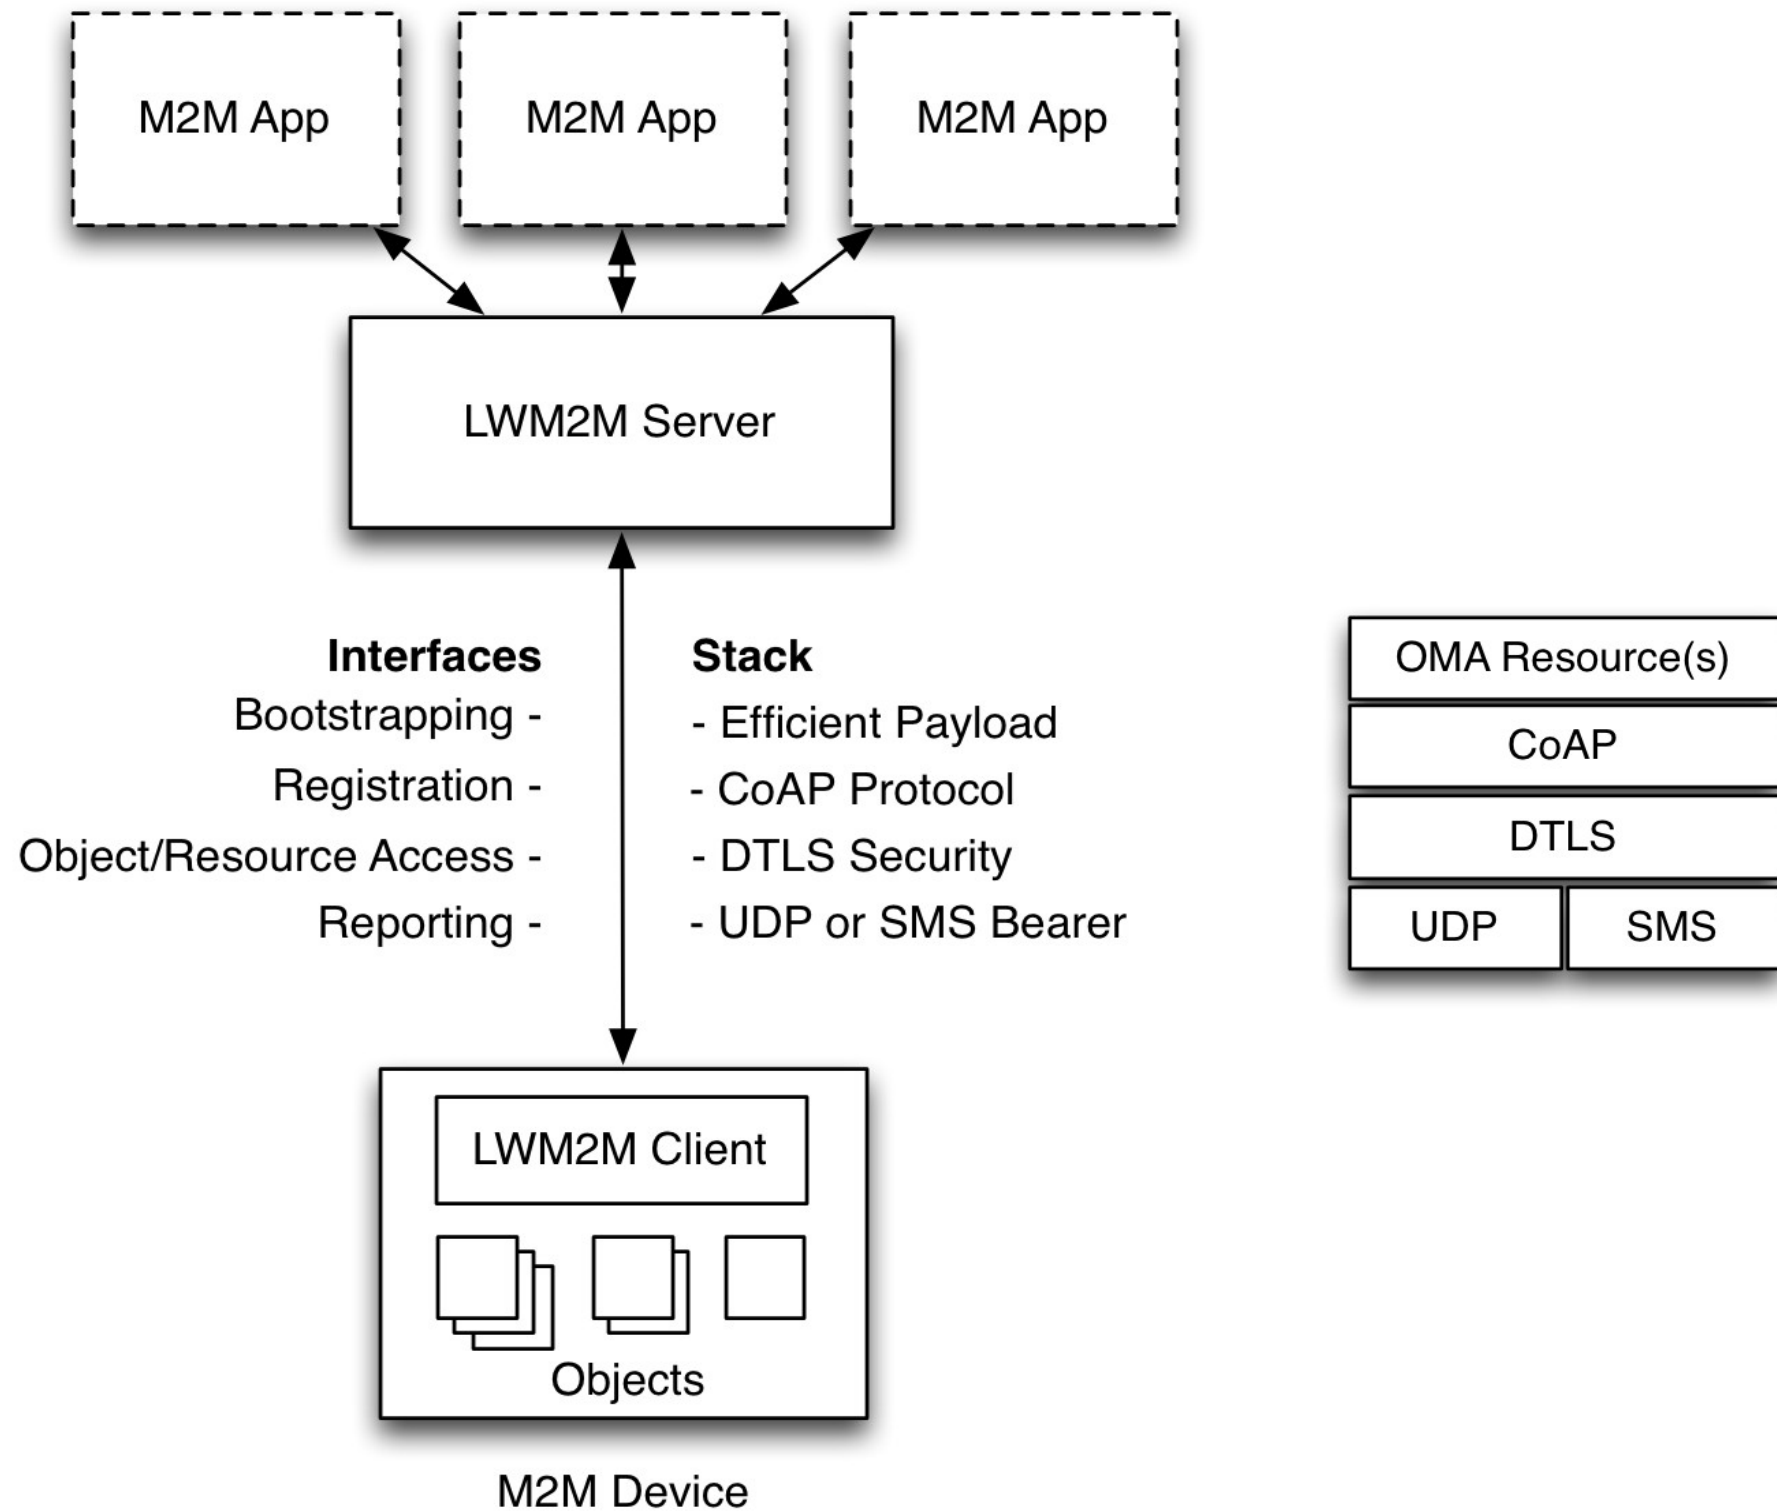 M2M App
M2M App
M2M App
LWM2M Server
Interfaces
Bootstrapping -
Registration -
Object/Resource Access -
Reporting -
Stack
- Efficient Payload
- CoAP Protocol
- DTLS Security
- UDP or SMS Bearer
OMA Resource(s)
CoAP
DTLS
UDP
SMS
LWM2M Client
Objects
M2M Device